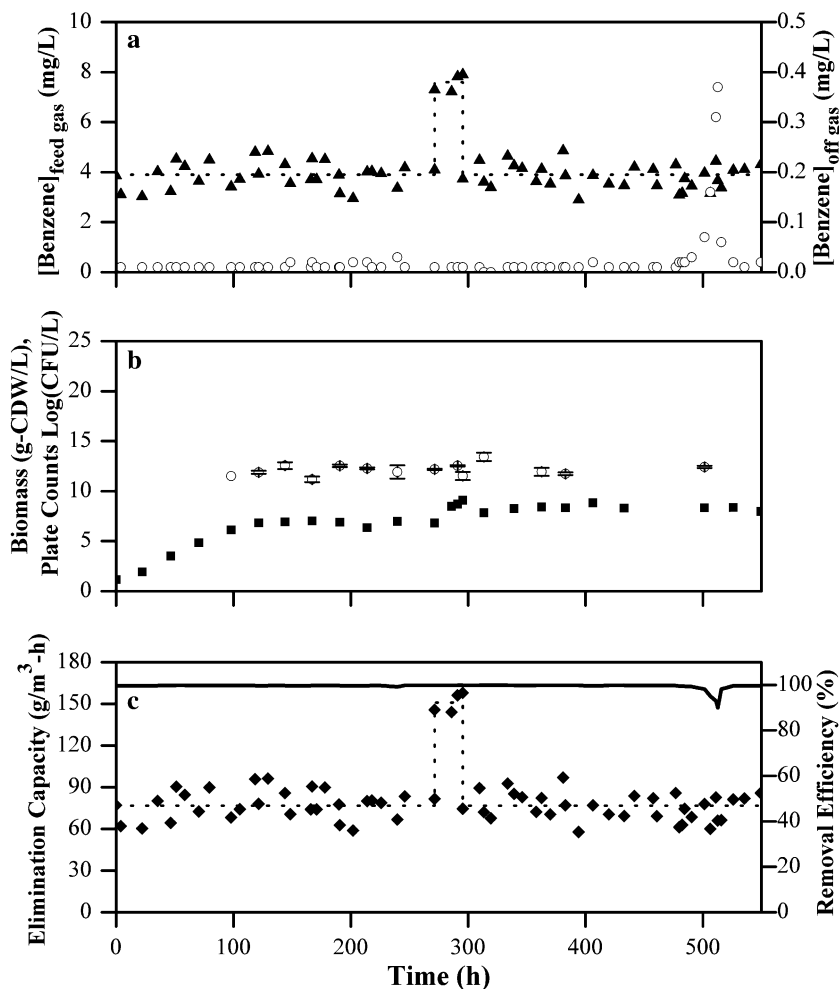 a
10
8
6
4
2
0
[Benzene]feed gas (mg/L)
0.5
0.4
0.3
0.2
0.1
0.0
[Benzene]off gas (mg/L)
b
25
20
15
10
5
0
Biomass (g-CDW/L),
Plate Counts Log(CFU/L)
c
180
150
120
90
60
30
0
Elimination Capacity (g/m³-h)
100
80
60
40
20
0
Removal Efficiency (%)
0 100 200 300 400 500
Time (h)